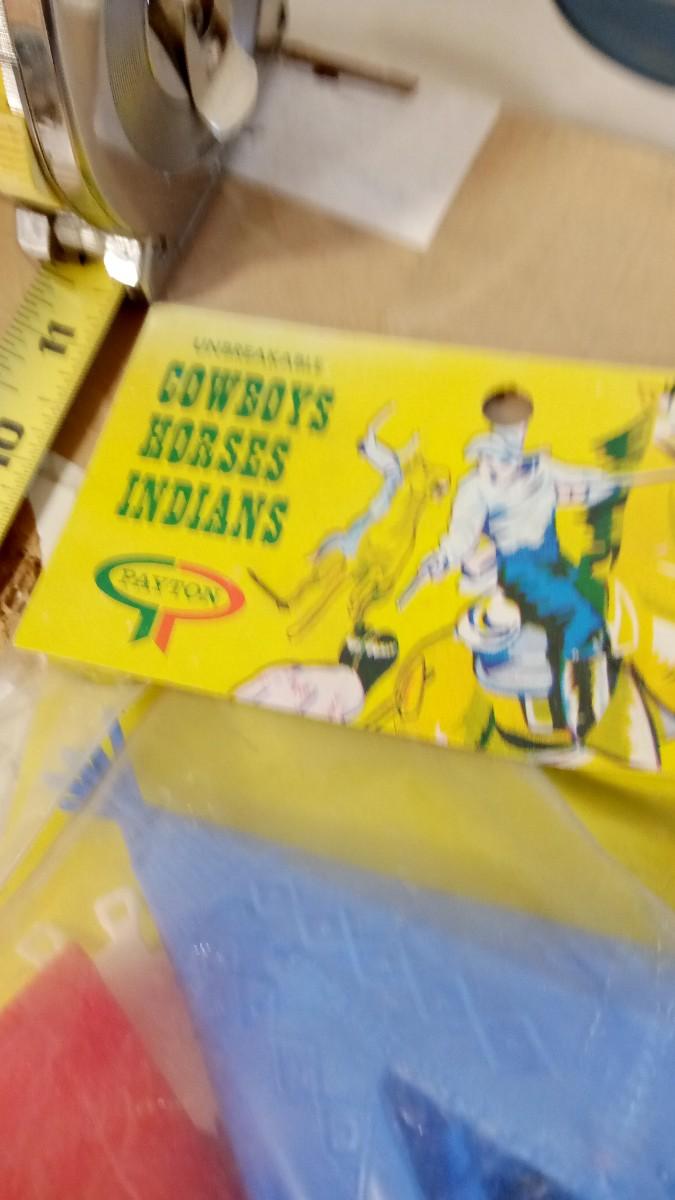 UNBREAKABLE
COWBOYS
HORSES
INDIANS
PAYTON
11
10